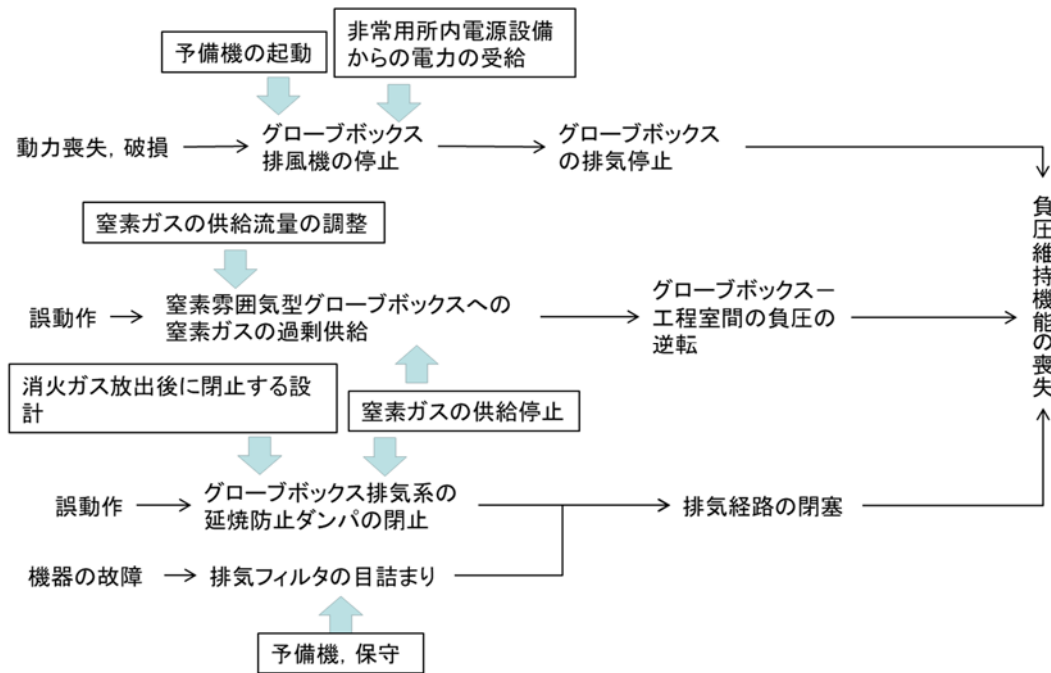 予備機の起動
非常用所内電源設備
からの電力の受給
動力喪失, 破損
グローブボックス
排風機の停止
グローブボックス
の排気停止
窒素ガスの供給流量の調整
誤動作
窒素雰囲気型グローブボックスへの
窒素ガスの過剰供給
グローブボックスー
工程室間の負圧の
逆転
負圧維持機能の喪失
消火ガス放出後に閉止する設
計
窒素ガスの供給停止
誤動作
グローブボックス排気系の
延焼防止ダンパの閉止
排気経路の閉塞
機器の故障
排気フィルタの目詰まり
予備機, 保守